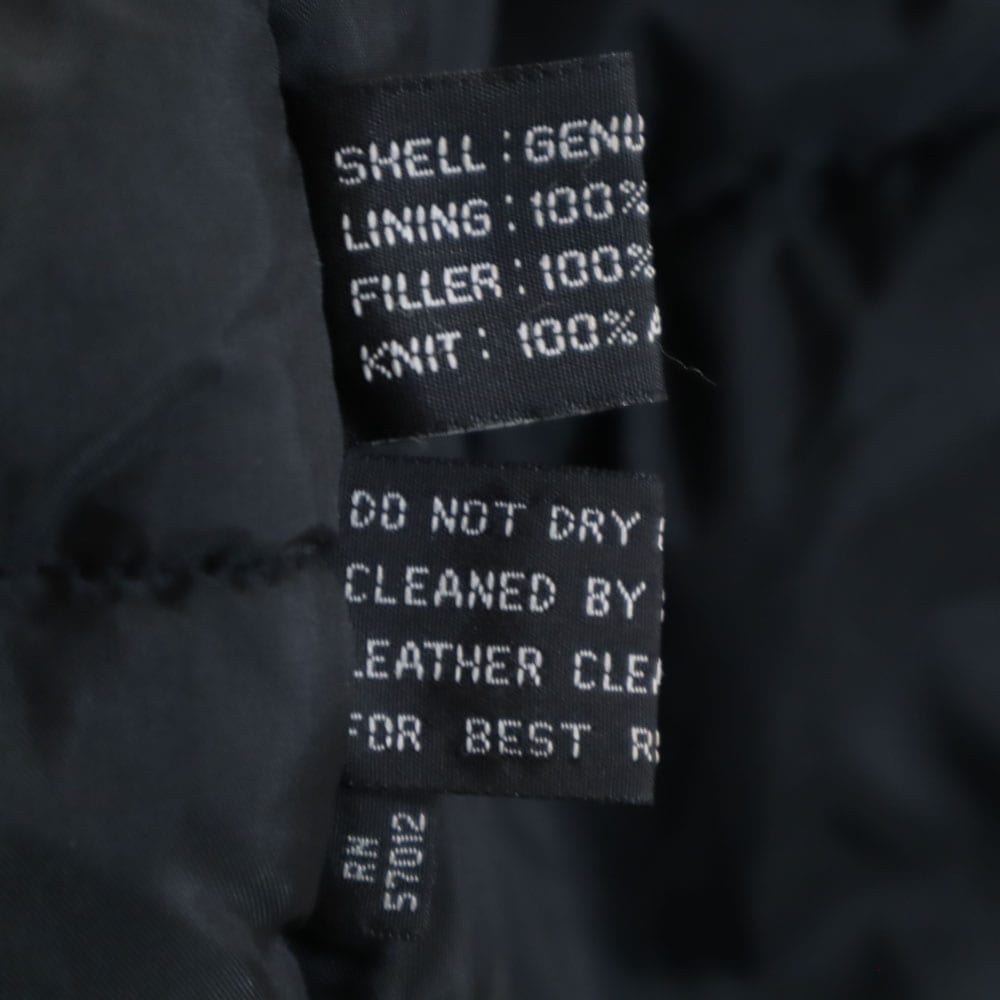 SHELL : GENU
LINING : 100%
FILLER : 100%
KNIT : 100% A
DO NOT DRY
CLEANED BY
LEATHER CLEA
FOR BEST R
RN
57012